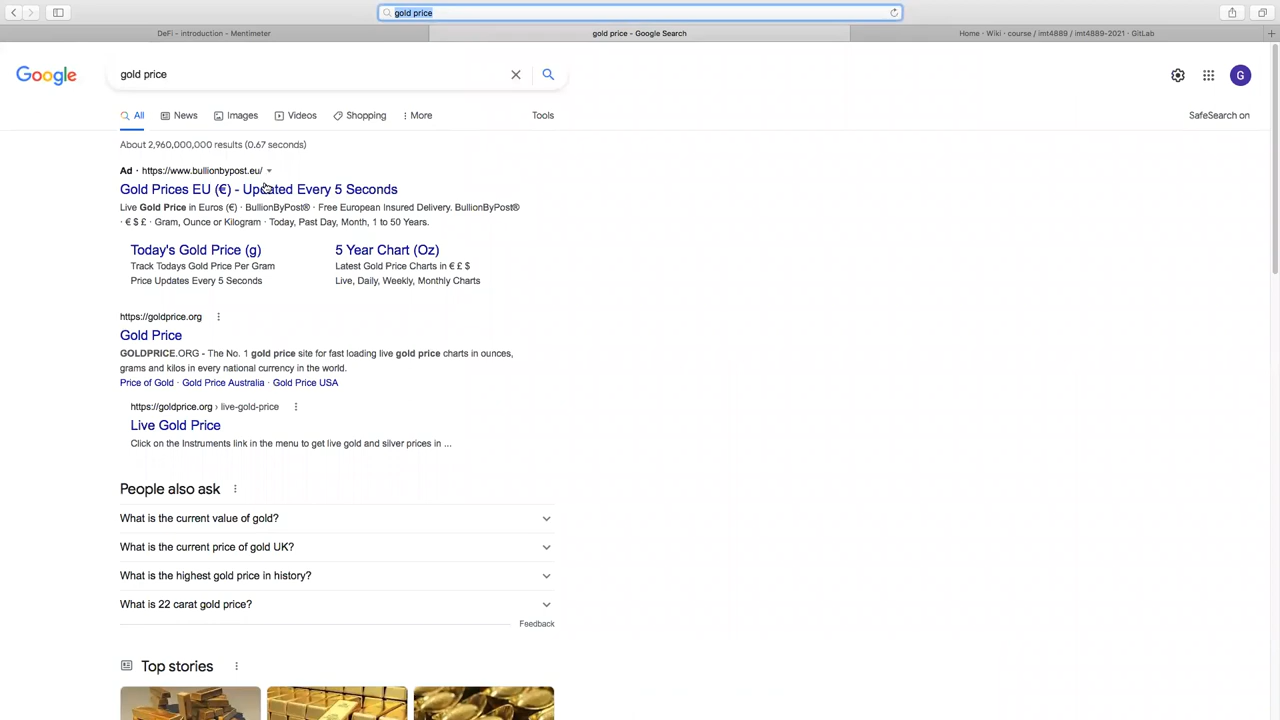 gold price
DeFi - introduction - Mentimeter
gold price - Google Search
Home · Wiki · course / imt4889 / imt4889-2021 · GitLab
Google
gold price
G
All
News
Images
Videos
Shopping
More
Tools
SafeSearch on
About 2,960,000,000 results (0.67 seconds)
Ad · https://www.bullionbypost.eu/
Gold Prices EU (€) - Updated Every 5 Seconds
Live Gold Price in Euros (€) · BullionByPost® · Free European Insured Delivery. BullionByPost®
· € $ £ · Gram, Ounce or Kilogram · Today, Past Day, Month, 1 to 50 Years.
Today's Gold Price (g)
Track Todays Gold Price Per Gram
Price Updates Every 5 Seconds
5 Year Chart (Oz)
Latest Gold Price Charts in € £ $
Live, Daily, Weekly, Monthly Charts
https://goldprice.org
Gold Price
GOLDPRICE.ORG - The No. 1 gold price site for fast loading live gold price charts in ounces,
grams and kilos in every national currency in the world.
Price of Gold · Gold Price Australia · Gold Price USA
https://goldprice.org › live-gold-price
Live Gold Price
Click on the Instruments link in the menu to get live gold and silver prices in ...
People also ask
What is the current value of gold?
What is the current price of gold UK?
What is the highest gold price in history?
What is 22 carat gold price?
Feedback
Top stories